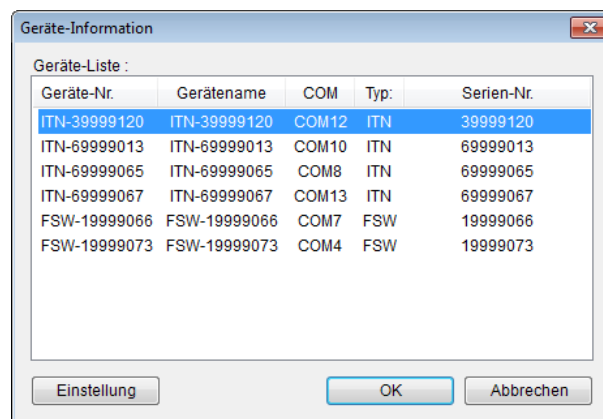 Geräte-Information
Geräte-Liste :
Geräte-Nr. Gerätename COM Typ: Serien-Nr.
ITN-39999120 ITN-39999120 COM12 ITN 39999120
ITN-69999013 ITN-69999013 COM10 ITN 69999013
ITN-69999065 ITN-69999065 COM8 ITN 69999065
ITN-69999067 ITN-69999067 COM13 ITN 69999067
FSW-19999066 FSW-19999066 COM7 FSW 19999066
FSW-19999073 FSW-19999073 COM4 FSW 19999073
Einstellung OK Abbrechen